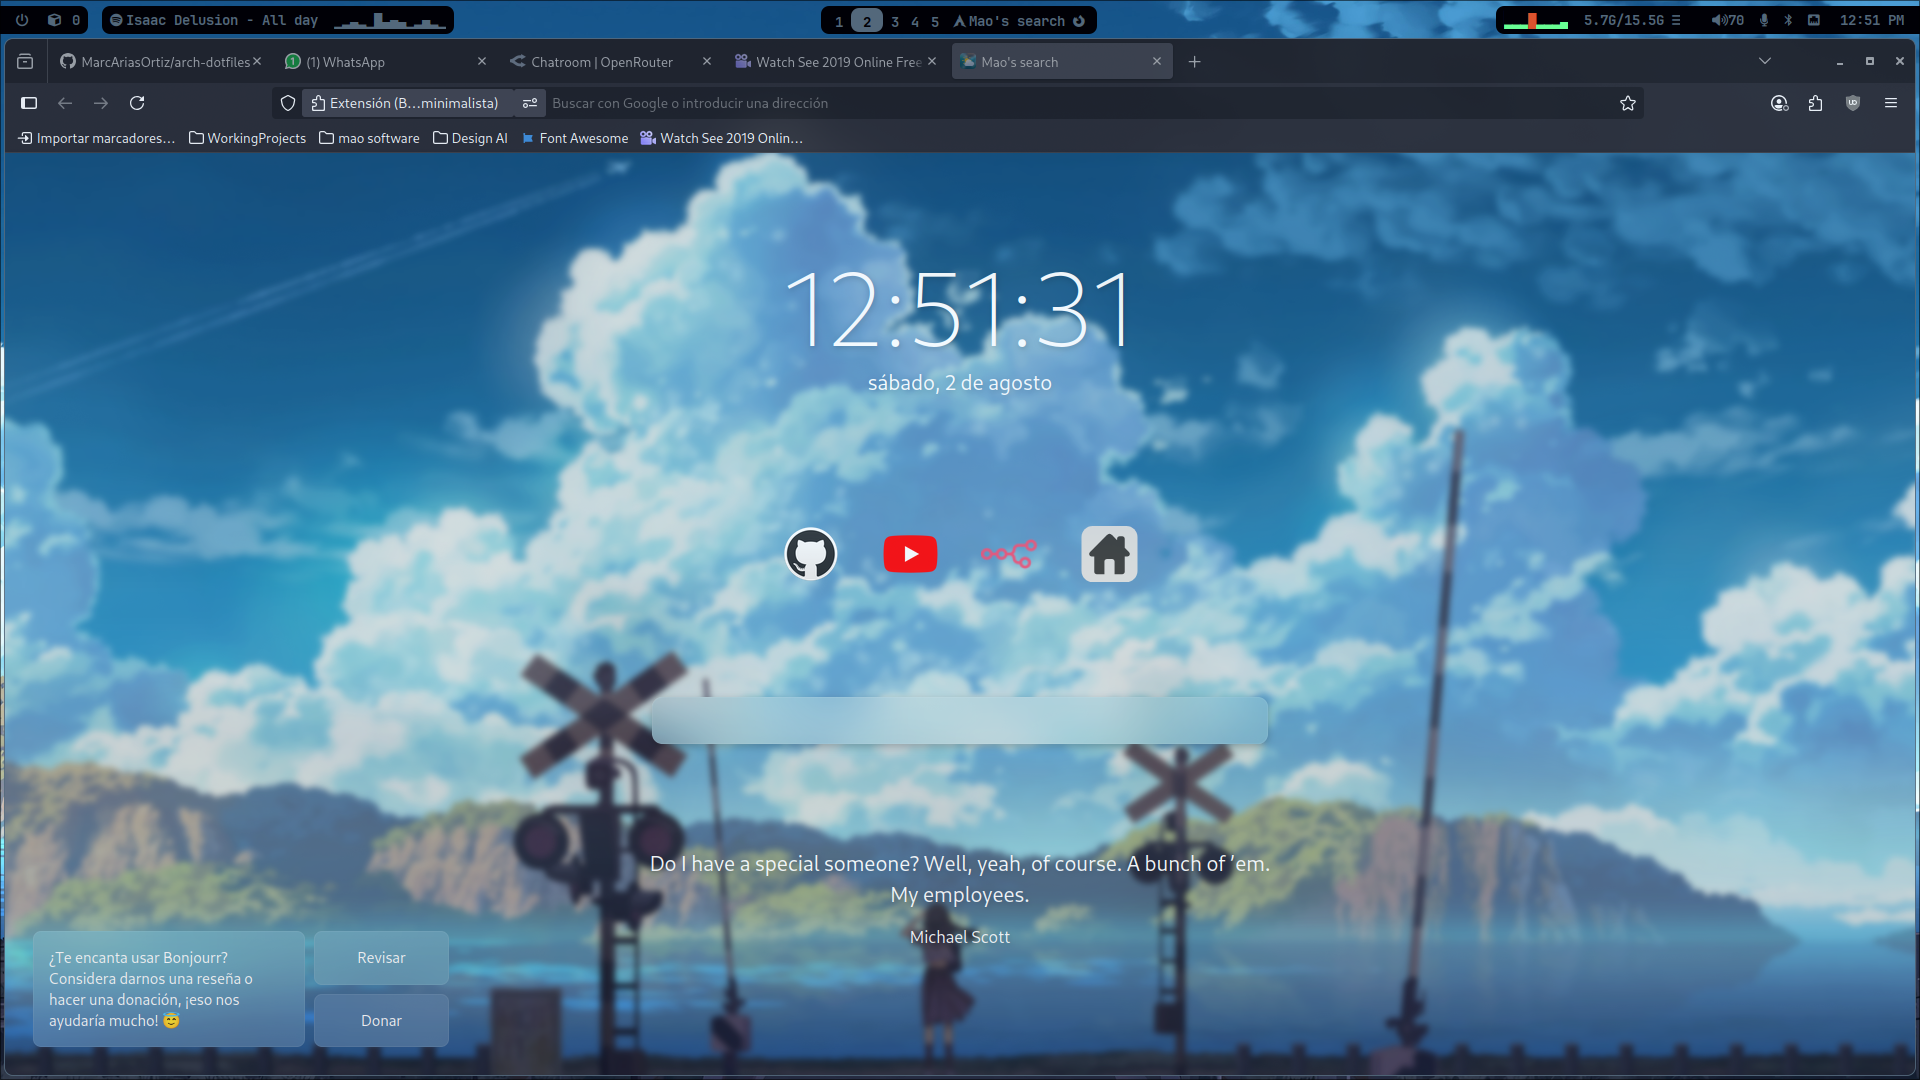 0
Isaac Delusion - All day
1 2 3 4 5
Mao's search
5.7G/15.5G
70
12:51 PM
MarcAriasOrtiz/arch-dotfiles
1
(1) WhatsApp
Chatroom | OpenRouter
Watch See 2019 Online Free
Mao's search
Extensión (B...minimalista)
Buscar con Google o introducir una dirección
Importar marcadores...
WorkingProjects
mao software
Design AI
Font Awesome
Watch See 2019 Onlin...
12:51:31
sábado, 2 de agosto
Do I have a special someone? Well, yeah, of course. A bunch of ’em.
My employees.
Michael Scott
¿Te encanta usar Bonjourr?
Considera darnos una reseña o
hacer una donación, ¡eso nos
ayudaría mucho! 😇
Revisar
Donar